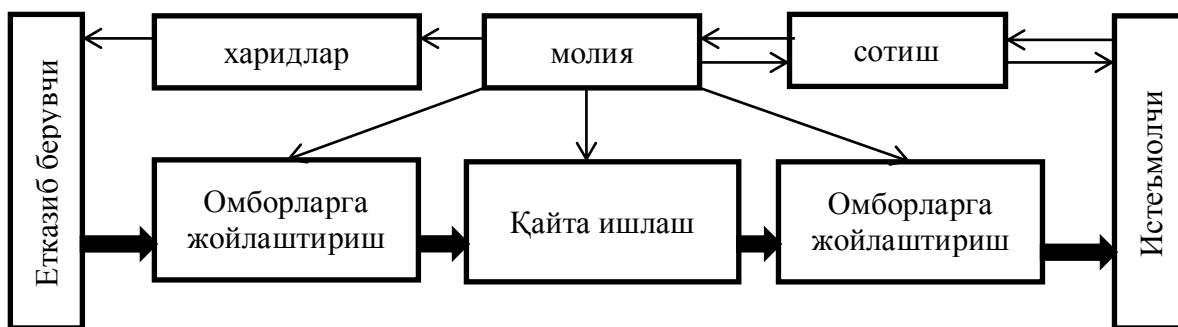 Етказиб берувчи
харидлар
молия
сотиш
Истеъмолчи
Омборларга
жойлаштириш
Қайта ишлаш
Омборларга
жойлаштириш